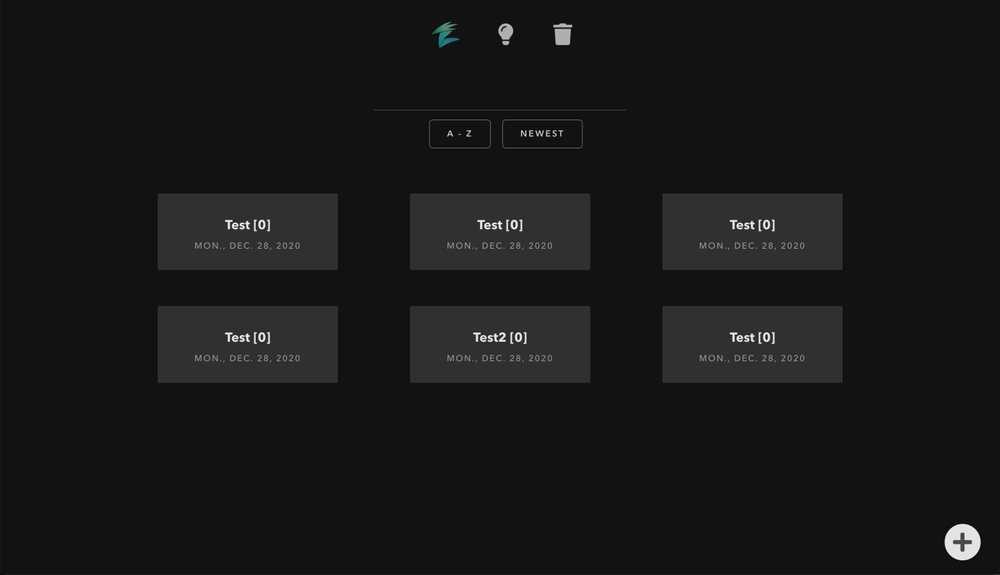 A - Z
NEWEST
Test [0]
MON., DEC. 28, 2020
Test [0]
MON., DEC. 28, 2020
Test [0]
MON., DEC. 28, 2020
Test [0]
MON., DEC. 28, 2020
Test2 [0]
MON., DEC. 28, 2020
Test [0]
MON., DEC. 28, 2020